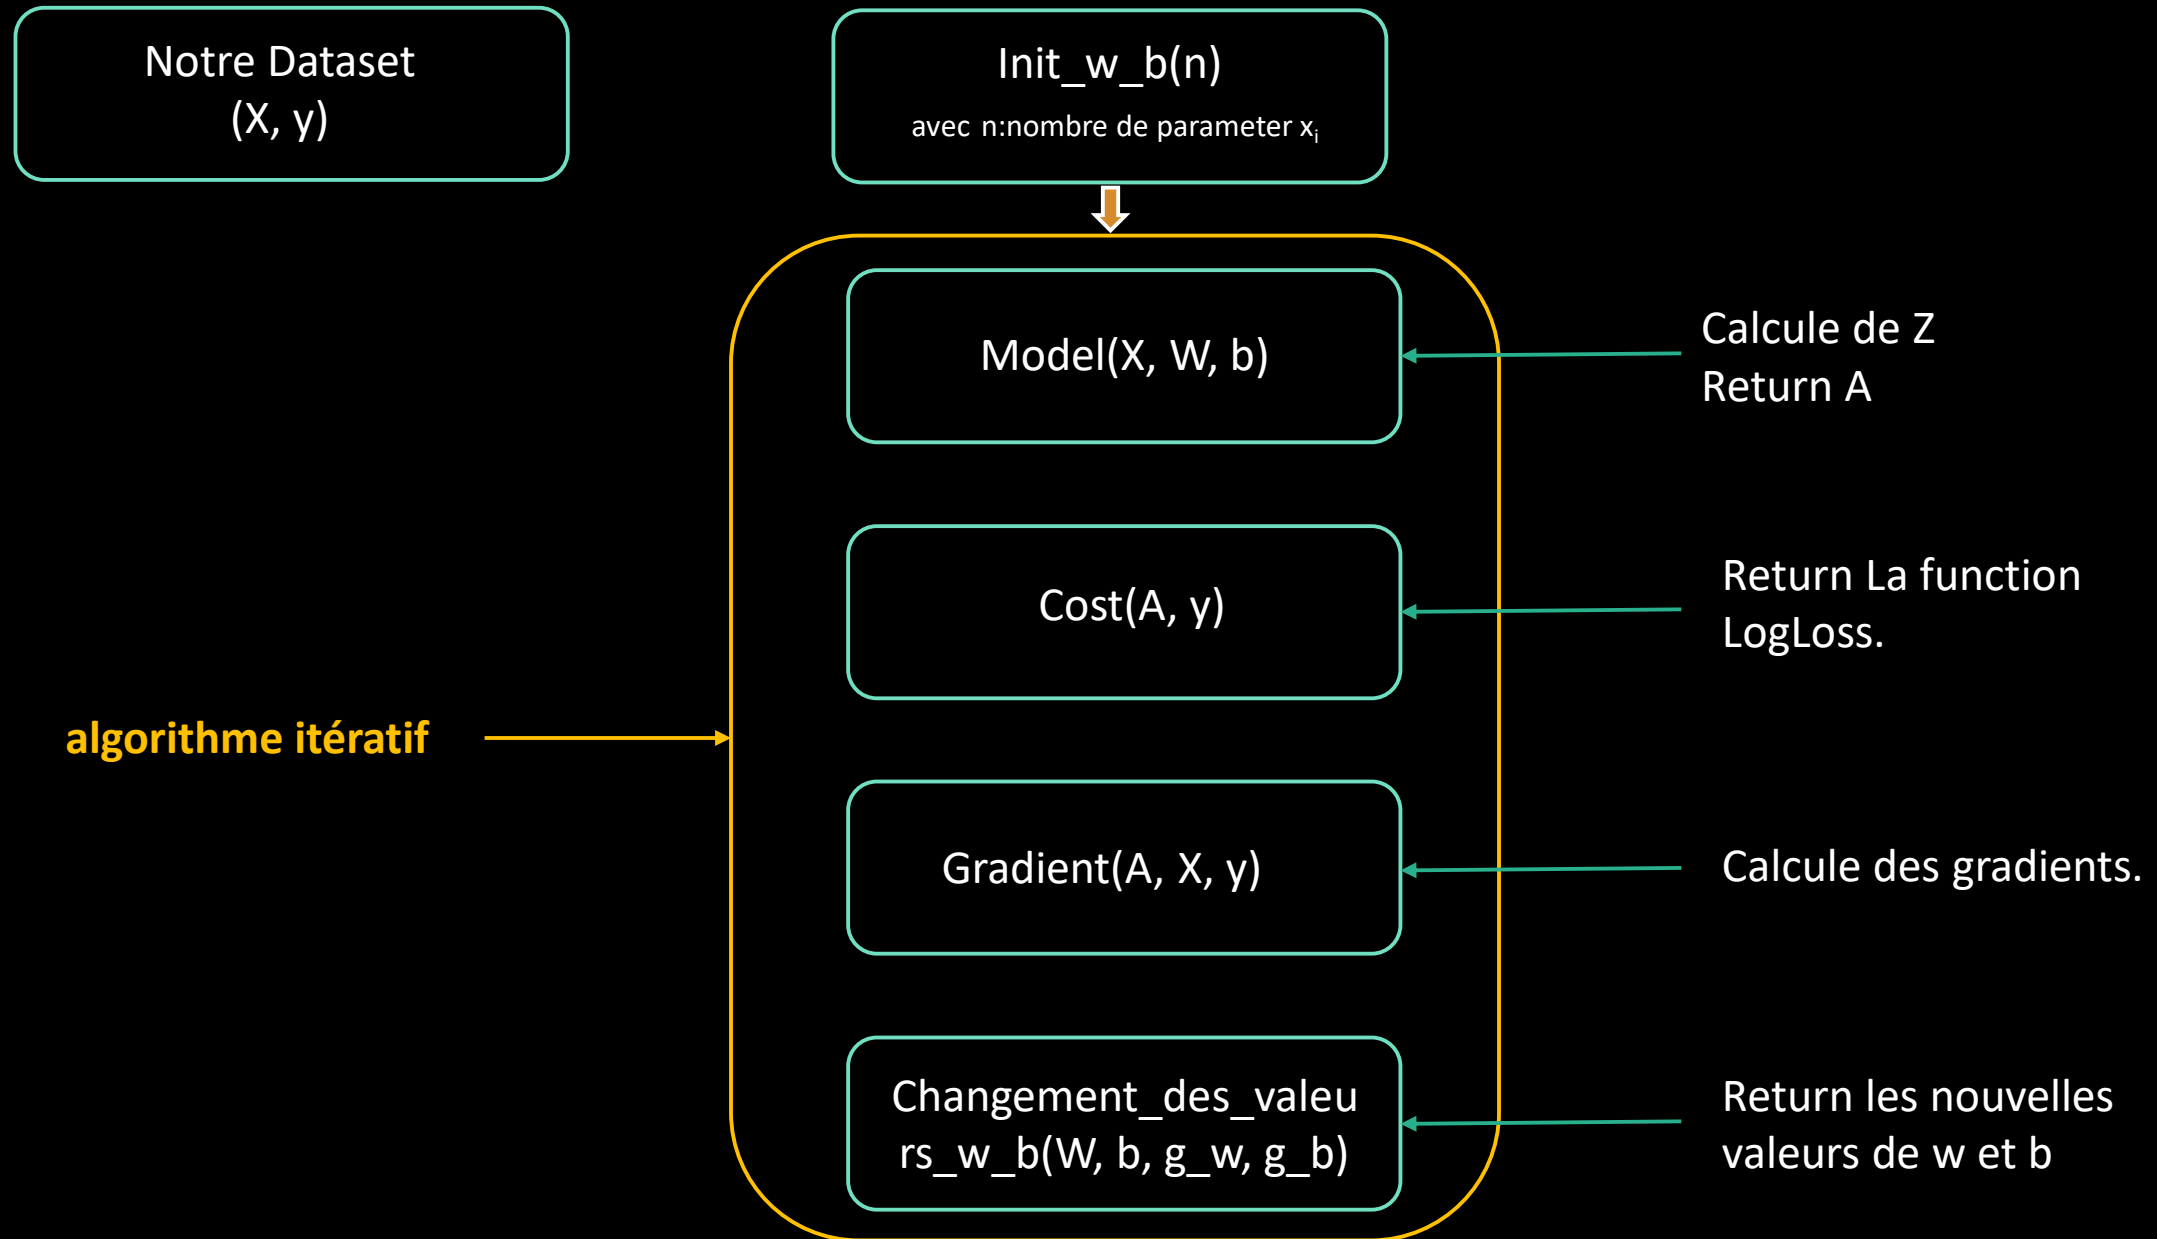 Notre Dataset
(X, y)
Init_w_b(n)
avec n:nombre de parameter xi
Model(X, W, b)
Calcule de Z
Return A
Cost(A, y)
Return La function
LogLoss.
algorithme itératif
Gradient(A, X, y)
Calcule des gradients.
Changement_des_valeu
rs_w_b(W, b, g_w, g_b)
Return les nouvelles
valeurs de w et b